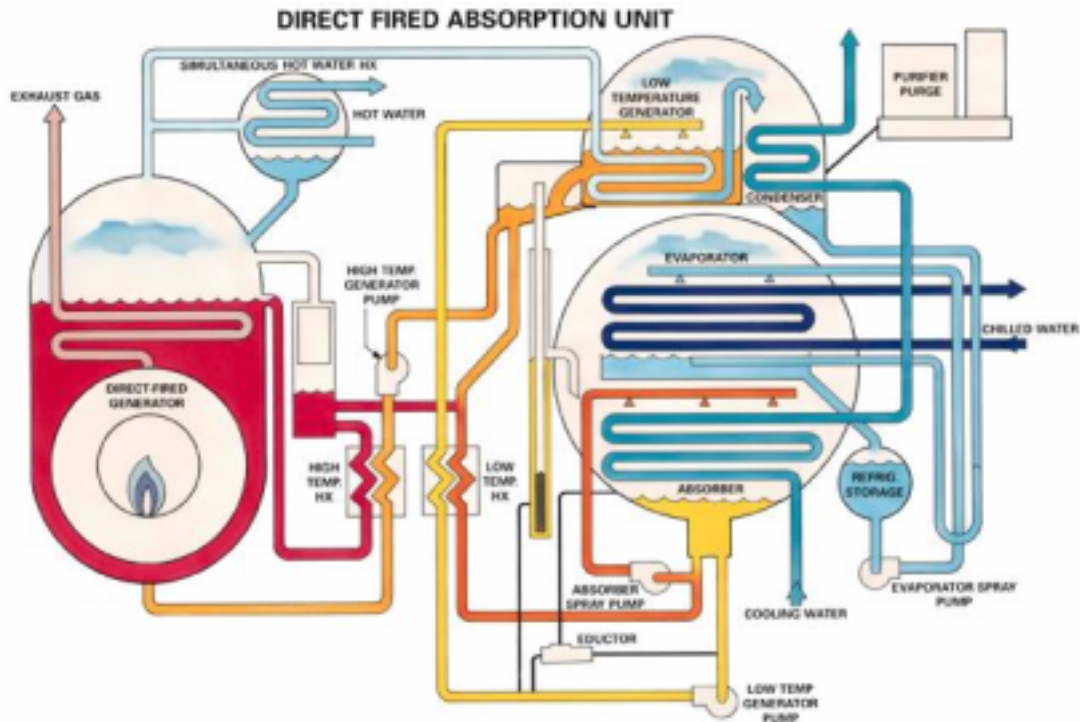 DIRECT FIRED ABSORPTION UNIT
SIMULTANEOUS HOT WATER HX
EXHAUST GAS
HOT WATER
LOW
TEMPERATURE
GENERATOR
PURIFIER
PURGE
CONDENSER
HIGH TEMP.
GENERATOR
PUMP
EVAPORATOR
CHILLED WATER
DIRECT-FIRED
GENERATOR
HIGH
TEMP.
HX
LOW
TEMP.
HX
ABSORBER
REFRIG.
STORAGE
ABSORBER
SPRAY PUMP
COOLING WATER
EVAPORATOR SPRAY
PUMP
EDUCTOR
LOW TEMP
GENERATOR
PUMP